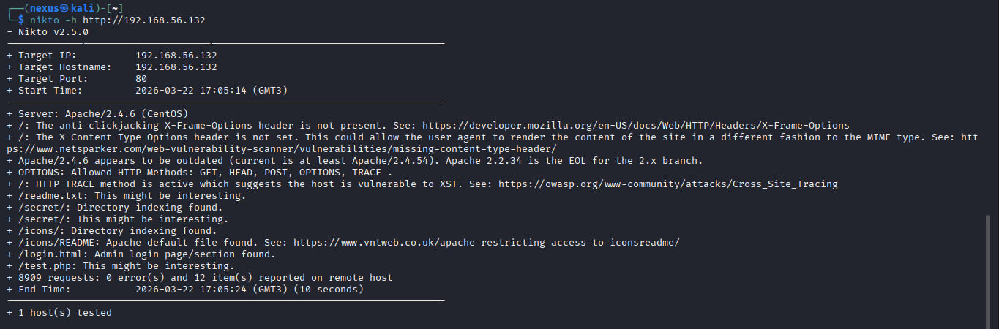 ┌──(nexus㉿kali)-[~]
└─$ nikto -h http://192.168.56.132
- Nikto v2.5.0
---------------------------------------------------------------------------
+ Target IP:          192.168.56.132
+ Target Hostname:    192.168.56.132
+ Target Port:        80
+ Start Time:         2026-03-22 17:05:14 (GMT3)
---------------------------------------------------------------------------
+ Server: Apache/2.4.6 (CentOS)
+ /: The anti-clickjacking X-Frame-Options header is not present. See: https://developer.mozilla.org/en-US/docs/Web/HTTP/Headers/X-Frame-Options
+ /: The X-Content-Type-Options header is not set. This could allow the user agent to render the content of the site in a different fashion to the MIME type. See: htt
ps://www.netsparker.com/web-vulnerability-scanner/vulnerabilities/missing-content-type-header/
+ Apache/2.4.6 appears to be outdated (current is at least Apache/2.4.54). Apache 2.2.34 is the EOL for the 2.x branch.
+ OPTIONS: Allowed HTTP Methods: GET, HEAD, POST, OPTIONS, TRACE .
+ /: HTTP TRACE method is active which suggests the host is vulnerable to XST. See: https://owasp.org/www-community/attacks/Cross_Site_Tracing
+ /readme.txt: This might be interesting.
+ /secret/: Directory indexing found.
+ /secret/: This might be interesting.
+ /icons/: Directory indexing found.
+ /icons/README: Apache default file found. See: https://www.vntweb.co.uk/apache-restricting-access-to-iconsreadme/
+ /login.html: Admin login page/section found.
+ /test.php: This might be interesting.
+ 8909 requests: 0 error(s) and 12 item(s) reported on remote host
+ End Time:           2026-03-22 17:05:24 (GMT3) (10 seconds)
---------------------------------------------------------------------------
+ 1 host(s) tested